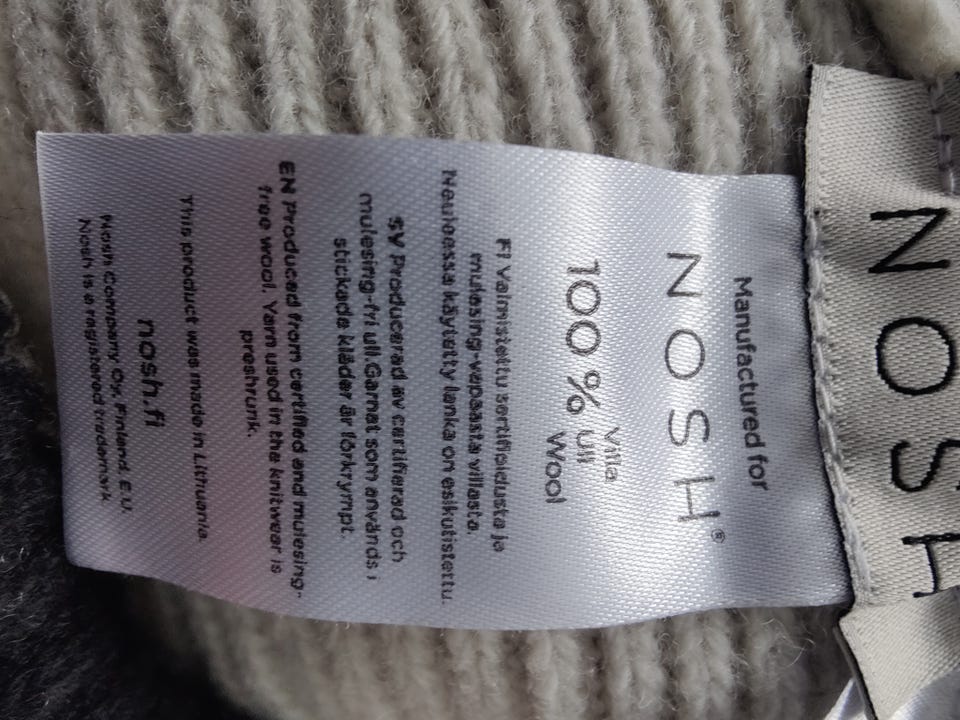 NOSH
Manufactured for
NOSH®
100 % Villa
Ull
Wool
FI Valmistettu sertifioidusta ja
mulesing-vapaasta villasta.
Neuleessa käytetty lanka on esikutistettu.
SV Producerad av certifierad och
mulesing-fri ull.Garnet som används i
stickade kläder är förkrympt.
EN Produced from certified and mulesing-
free wool. Yarn used in the knitwear is
preshrunk.
This product was made in Lithuania.
nosh.fi
Nosh Company Oy, Finland. E.U.
Nosh is a registered trademark